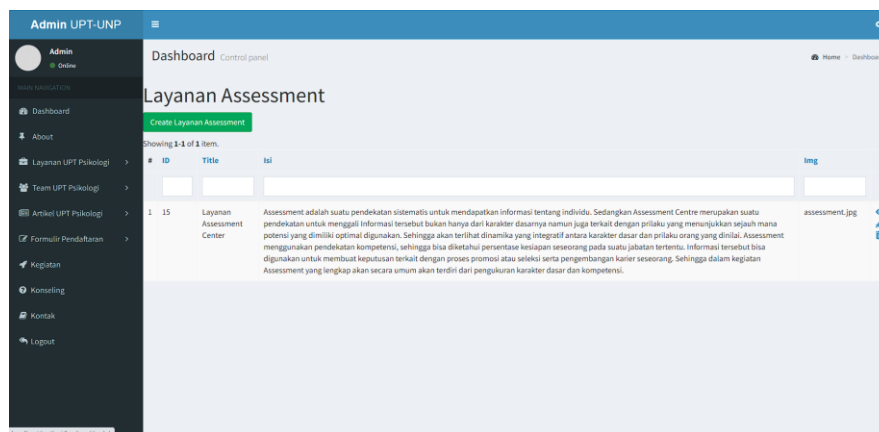 Admin UPT-UNP
Admin
Online
MAIN NAVIGATION
Dashboard
About
Layanan UPT Psikologi
Team UPT Psikologi
Artikel UPT Psikologi
Formulir Pendaftaran
Kegiatan
Konseling
Kontak
Logout
Dashboard Control panel
Home > Dashboar
Layanan Assessment
Create Layanan Assessment
Showing 1-1 of 1 item.
# ID Title Isi Img
1 15 Layanan Assessment Center
Assessment adalah suatu pendekatan sistematis untuk mendapatkan informasi tentang individu. Sedangkan Assessment Centre merupakan suatu
pendekatan untuk menggali Informasi tersebut bukan hanya dari karakter dasarnya namun juga terkait dengan prilaku yang menunjukkan sejauh mana
potensi yang dimiliki optimal digunakan. Sehingga akan terlihat dinamika yang integratif antara karakter dasar dan prilaku orang yang dinilai. Assessment
menggunakan pendekatan kompetensi, sehingga bisa diketahui persentase kesiapan seseorang pada suatu jabatan tertentu. Informasi tersebut bisa
digunakan untuk membuat keputusan terkait dengan proses promosi atau seleksi serta pengembangan karier seseorang. Sehingga dalam kegiatan
Assessment yang lengkap akan secara umum akan terdiri dari pengukuran karakter dasar dan kompetensi.
assessment.jpg